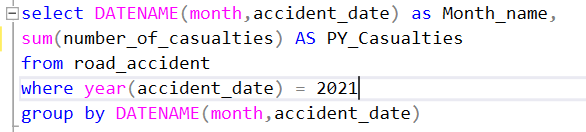 select DATENAME(month,accident_date) as Month_name,
sum(number_of_casualties) AS PY_Casualties
from road_accident
where year(accident_date) = 2021
group by DATENAME(month,accident_date)